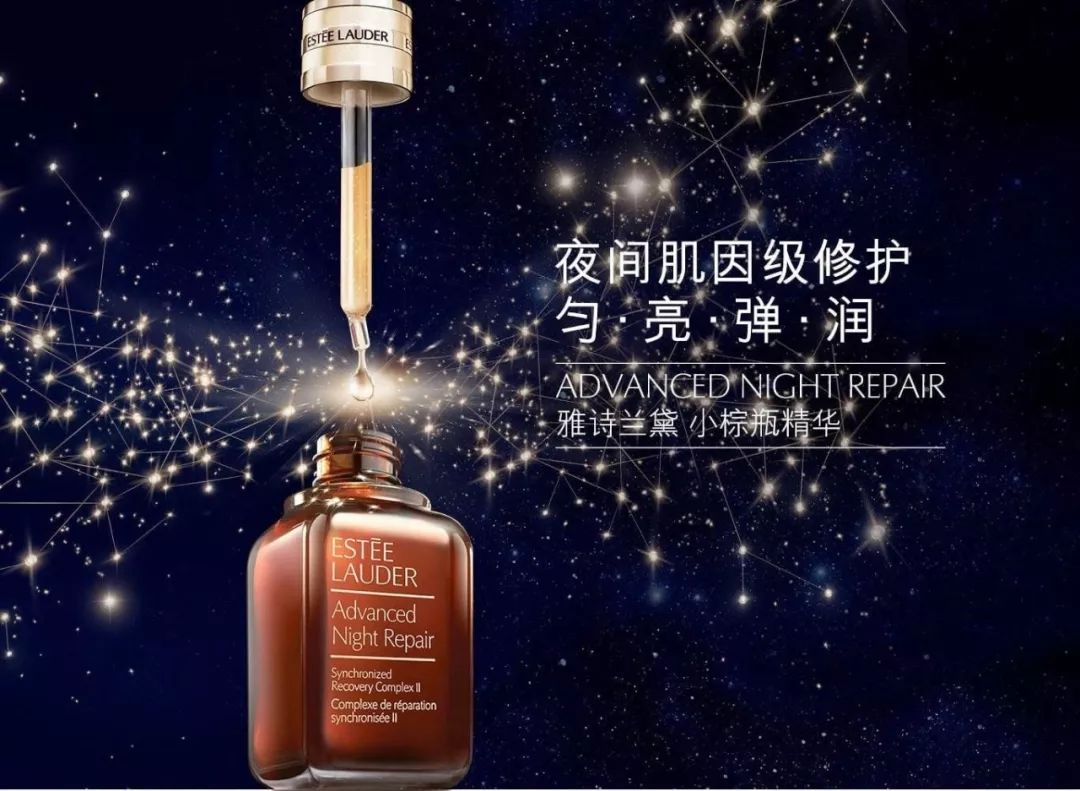 ESTĒE LAUDER
夜间肌因级修护
匀·亮·弹·润
ADVANCED NIGHT REPAIR
雅诗兰黛 小棕瓶精华
ESTĒE
LAUDER
Advanced
Night Repair
Synchronized
Recovery Complex II
Complexe de réparation
synchronisée II